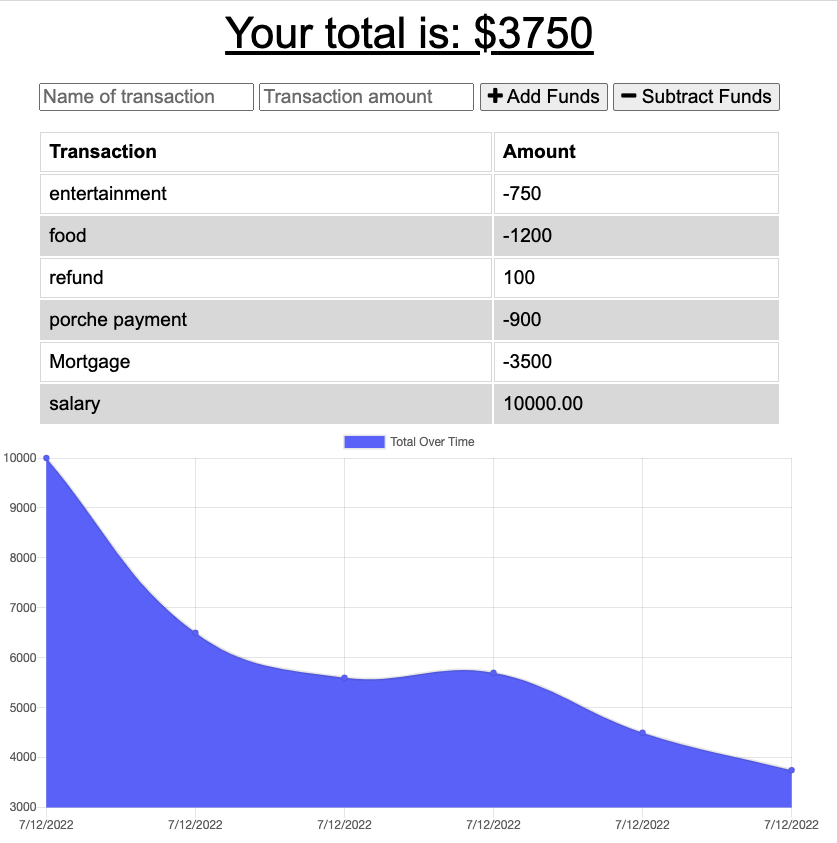 Your total is: $3750
Name of transaction Transaction amount + Add Funds − Subtract Funds
Transaction Amount
entertainment -750
food -1200
refund 100
porche payment -900
Mortgage -3500
salary 10000.00
Total Over Time
10000
9000
8000
7000
6000
5000
4000
3000
7/12/2022 7/12/2022 7/12/2022 7/12/2022 7/12/2022 7/12/2022